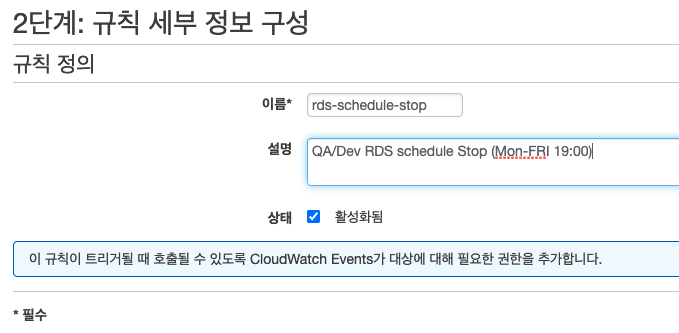 2단계: 규칙 세부 정보 구성
규칙 정의
이름* rds-schedule-stop
설명 QA/Dev RDS schedule Stop (Mon-FRI 19:00)
상태 활성화됨
이 규칙이 트리거될 때 호출될 수 있도록 CloudWatch Events가 대상에 대해 필요한 권한을 추가합니다.
* 필수